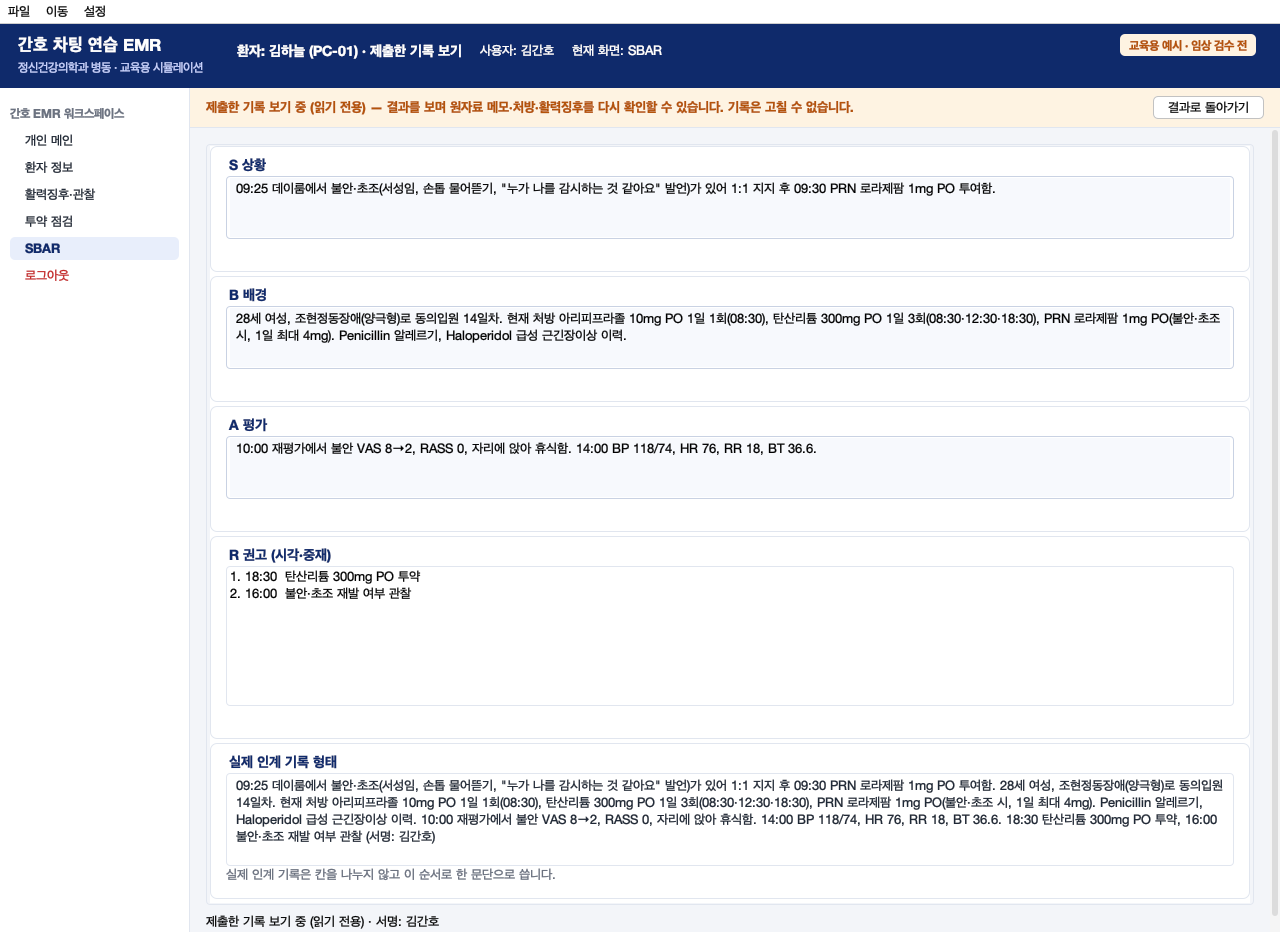 파일 이동 설정
간호 차팅 연습 EMR
정신건강의학과 병동 · 교육용 시뮬레이션
환자: 김하늘 (PC-01) · 제출한 기록 보기 사용자: 김간호 현재 화면: SBAR
교육용 예시 · 임상 검수 전
간호 EMR 워크스페이스
개인 메인
환자 정보
활력징후·관찰
투약 점검
SBAR
로그아웃
제출한 기록 보기 중 (읽기 전용) — 결과를 보며 원자료 메모·처방·활력징후를 다시 확인할 수 있습니다. 기록은 고칠 수 없습니다.
결과로 돌아가기
S 상황
09:25 데이룸에서 불안·초조(서성임, 손톱 물어뜯기, "누가 나를 감시하는 것 같아요" 발언)가 있어 1:1 지지 후 09:30 PRN 로라제팜 1mg PO 투여함.
B 배경
28세 여성, 조현정동장애(양극형)로 동의입원 14일차. 현재 처방 아리피프라졸 10mg PO 1일 1회(08:30), 탄산리튬 300mg PO 1일 3회(08:30·12:30·18:30), PRN 로라제팜 1mg PO(불안·초조
시, 1일 최대 4mg). Penicillin 알레르기, Haloperidol 급성 근긴장이상 이력.
A 평가
10:00 재평가에서 불안 VAS 8→2, RASS 0, 자리에 앉아 휴식함. 14:00 BP 118/74, HR 76, RR 18, BT 36.6.
R 권고 (시각·중재)
1. 18:30 탄산리튬 300mg PO 투약
2. 16:00 불안·초조 재발 여부 관찰
실제 인계 기록 형태
09:25 데이룸에서 불안·초조(서성임, 손톱 물어뜯기, "누가 나를 감시하는 것 같아요" 발언)가 있어 1:1 지지 후 09:30 PRN 로라제팜 1mg PO 투여함. 28세 여성, 조현정동장애(양극형)로 동의입원
14일차. 현재 처방 아리피프라졸 10mg PO 1일 1회(08:30), 탄산리튬 300mg PO 1일 3회(08:30·12:30·18:30), PRN 로라제팜 1mg PO(불안·초조 시, 1일 최대 4mg). Penicillin 알레르기,
Haloperidol 급성 근긴장이상 이력. 10:00 재평가에서 불안 VAS 8→2, RASS 0, 자리에 앉아 휴식함. 14:00 BP 118/74, HR 76, RR 18, BT 36.6. 18:30 탄산리튬 300mg PO 투약, 16:00
불안·초조 재발 여부 관찰 (서명: 김간호)
실제 인계 기록은 칸을 나누지 않고 이 순서로 한 문단으로 씁니다.
제출한 기록 보기 중 (읽기 전용) · 서명: 김간호